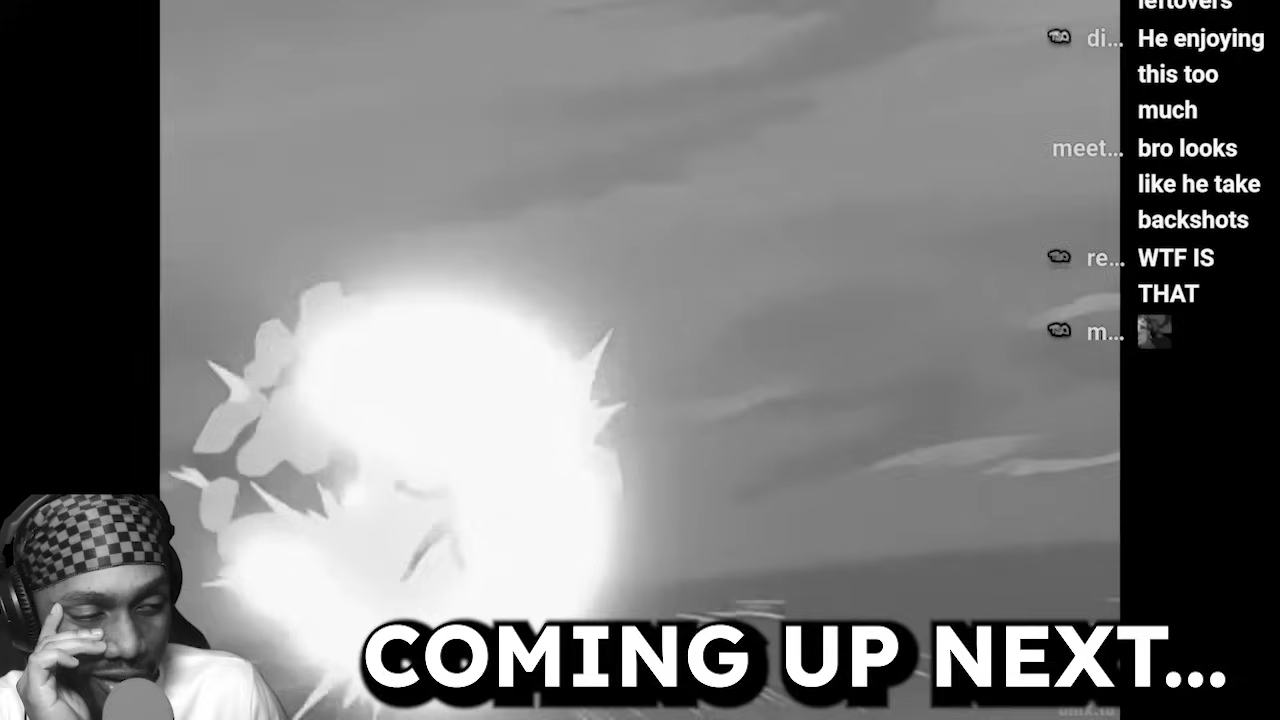 leftovers
di... He enjoying
this too
much
meet... bro looks
like he take
backshots
re... WTF IS
THAT
m...
COMING UP NEXT...